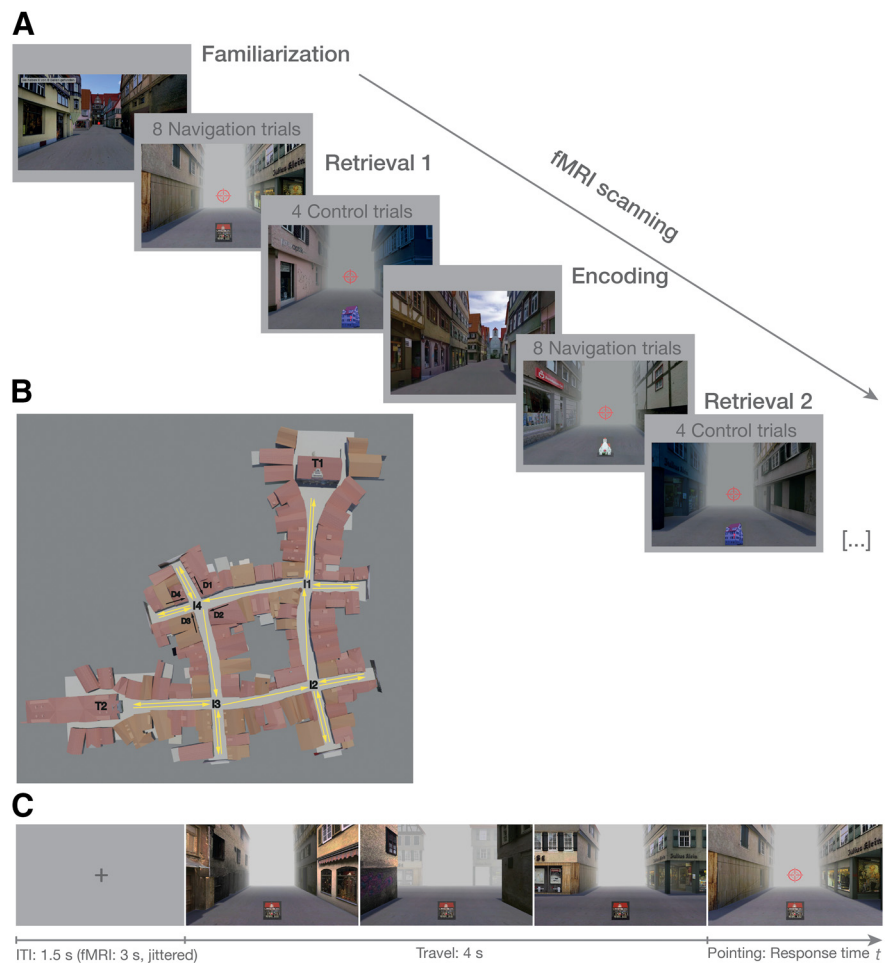 A
Familiarization
8 Navigation trials
Retrieval 1
4 Control trials
fMRI scanning
Encoding
8 Navigation trials
Retrieval 2
4 Control trials
[...]
B
T1
I1
D1
D4
I4
D3
D2
I2
T2
I3
C
+
Julius Klein
ITI: 1.5 s (fMRI: 3 s, jittered)
Travel: 4 s
Pointing: Response time t